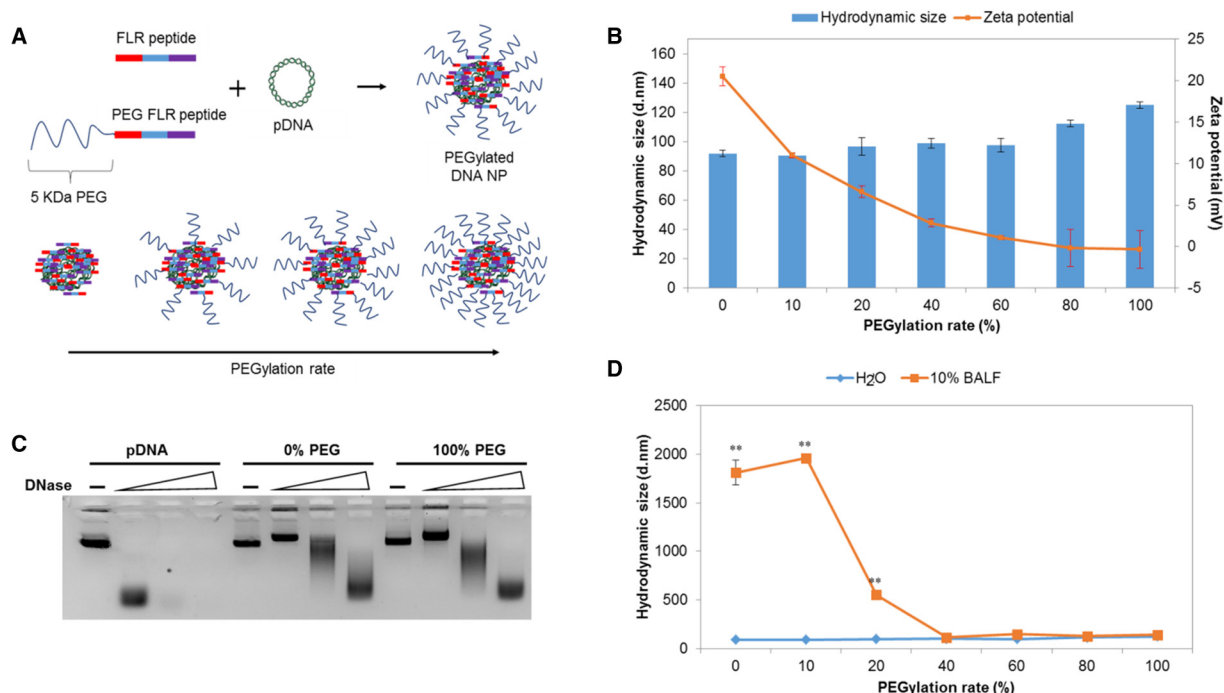 A
FLR peptide
PEG FLR peptide
5 KDa PEG
+
pDNA
PEGylated
DNA NP
PEGylation rate
B
Hydrodynamic size
Zeta potential
Hydrodynamic size (d.nm)
160
140
120
100
80
60
40
20
0
25
20
15
10
5
0
-5
Zeta potential (mV)
0 10 20 40 60 80 100
PEGylation rate (%)
C
pDNA 0% PEG 100% PEG
DNase
D
H2O
10% BALF
Hydrodynamic size (d.nm)
2500
2000
1500
1000
500
0
**
**
**
0 10 20 40 60 80 100
PEGylation rate (%)